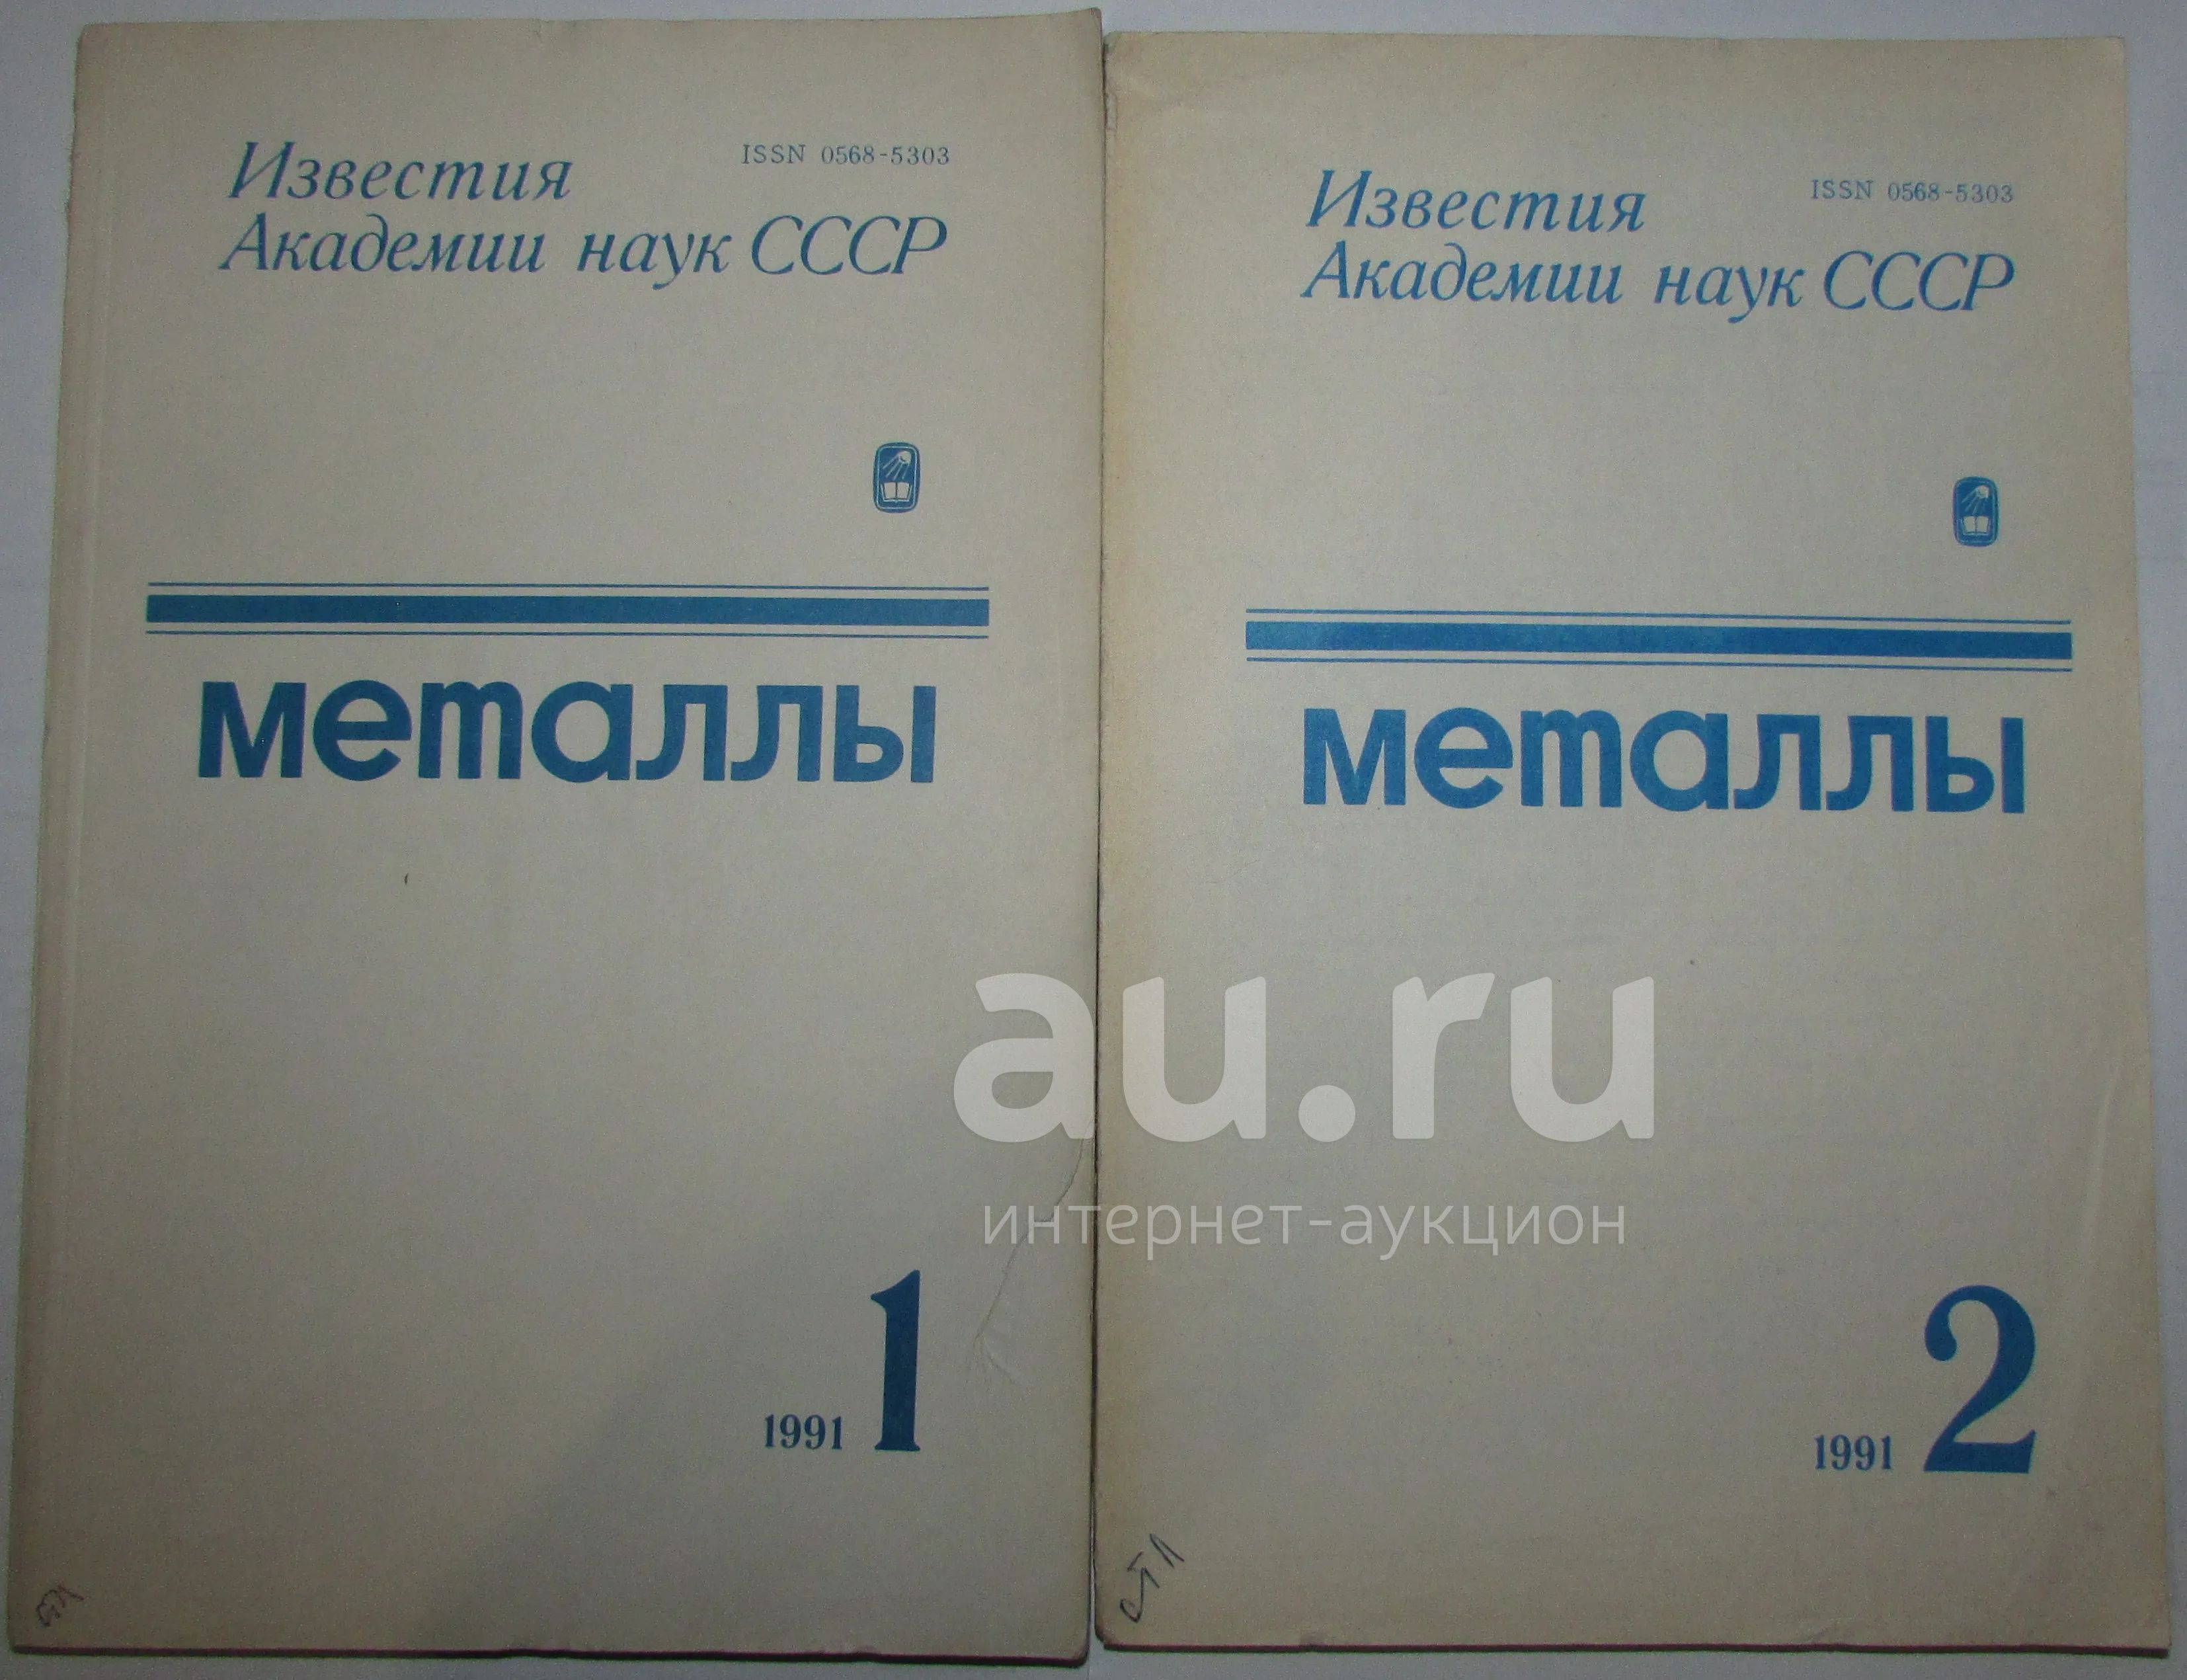 Известия
ISSN 0568-5303
Академии наук СССР
металлы
1991 1
Известия
ISSN 0568-5303
Академии наук СССР
металлы
1991 2
стл
au.ru
интернет-аукцион